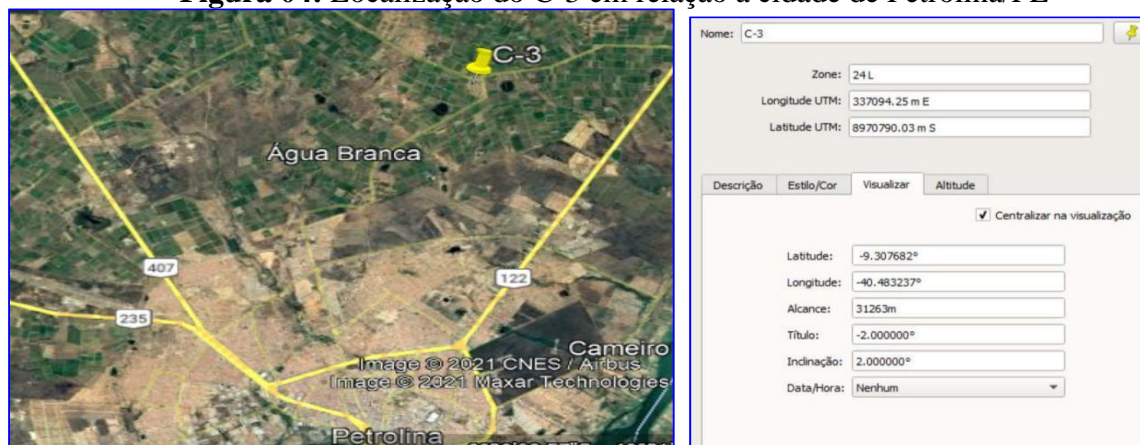 Figura 04: Localização do C-3 em relação a cidade de Petrolina/PE
C-3
Água Branca
407
122
235
Cameiro
Image © 2021 CNES / Airbus
Image © 2021 Maxar Technologies
Petrolina
Nome: C-3
Zone: 24 L
Longitude UTM: 337094.25 m E
Latitude UTM: 8970790.03 m S
Descrição Estilo/Cor Visualizar Altitude
Centralizar na visualização
Latitude: -9.307682°
Longitude: -40.483237°
Alcance: 31263m
Título: -2.000000°
Inclinação: 2.000000°
Data/Hora: Nenhum